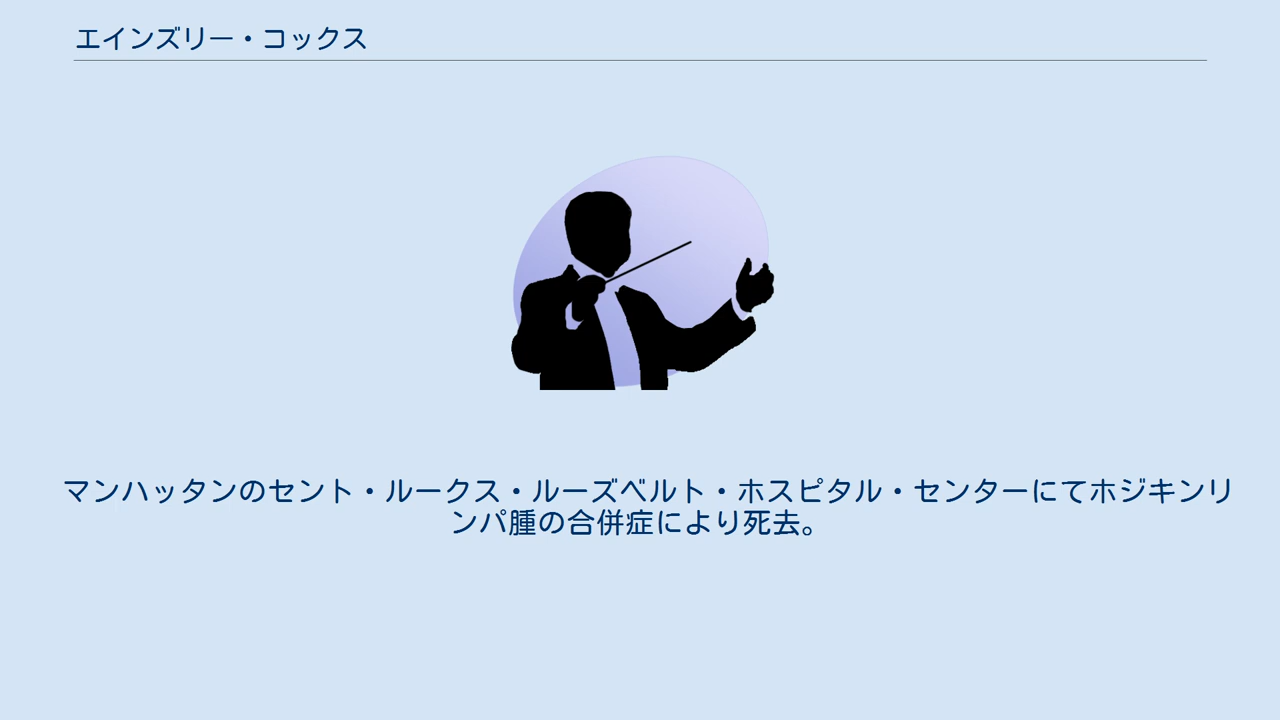 エインズリー・コックス
マンハッタンのセント・ルークス・ルーズベルト・ホスピタル・センターにてホジキンリ
ンパ腫の合併症により死去。